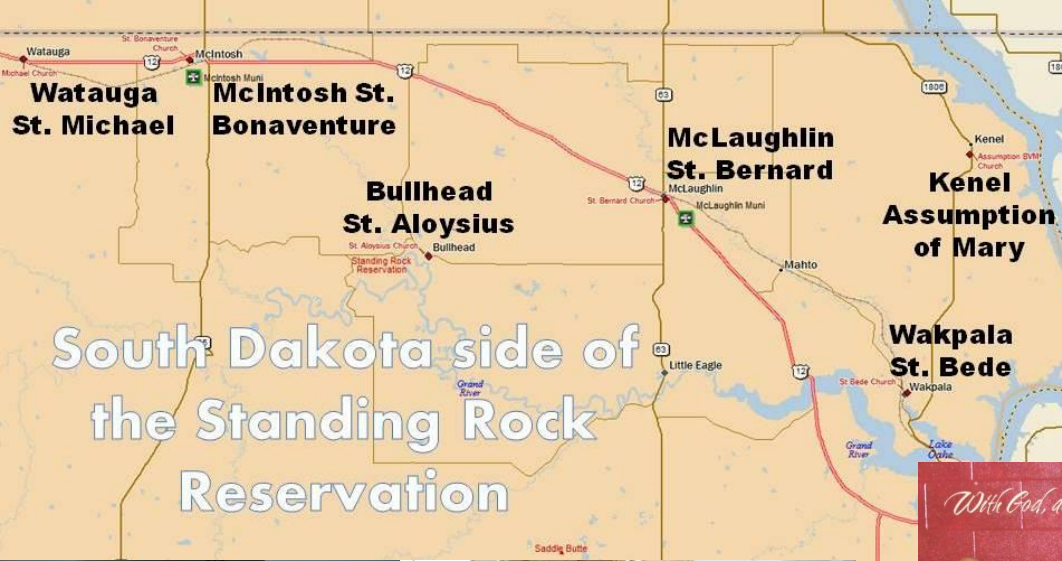 Watauga
St. Bonaventure
Church
McIntosh
12
12
Michael Church
McIntosh Muni
Watauga
St. Michael
McIntosh St.
Bonaventure
63
1806
Kenel
Assumption BVM
Church
McLaughlin
St. Bernard
12
McLaughlin
St. Bernard Church
McLaughlin Muni
Kenel
Assumption
of Mary
Bullhead
St. Aloysius
St. Aloysius Church
Bullhead
Standing Rock
Reservation
Mahto
South Dakota side of
the Standing Rock
Reservation
63
Little Eagle
12
Grand
River
Wakpala
St. Bede
St Bede Church
Wakpala
Grand
River
Lake
Oahe
With God, a
Saddle Butte